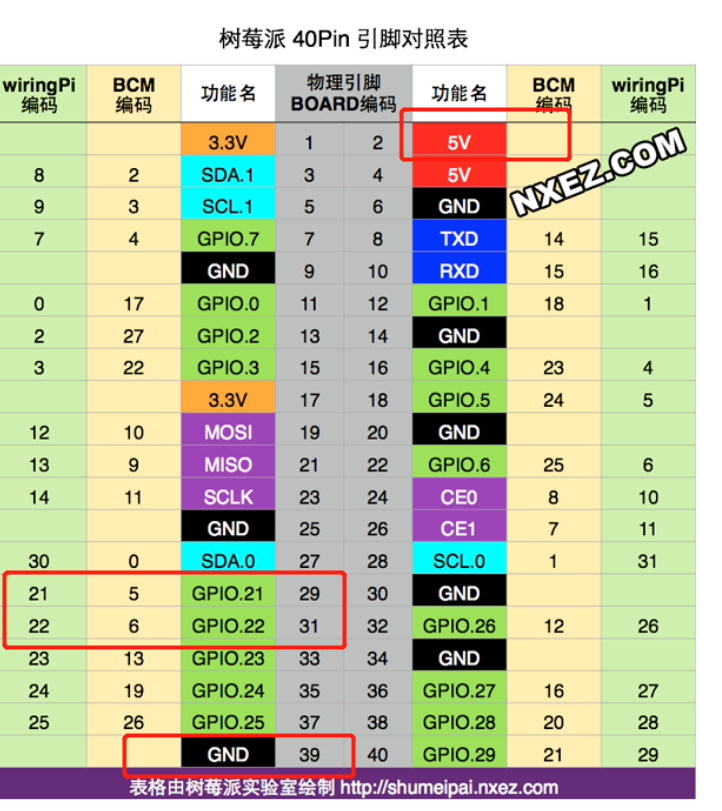 树莓派 40Pin 引脚对照表
wiringPi 编码 BCM 编码 功能名 物理引脚 BOARD编码 功能名 BCM 编码 wiringPi 编码
3.3V 1 2 5V
8 2 SDA.1 3 4 5V
9 3 SCL.1 5 6 GND
NXEZ.COM
7 4 GPIO.7 7 8 TXD 14 15
GND 9 10 RXD 15 16
0 17 GPIO.0 11 12 GPIO.1 18 1
2 27 GPIO.2 13 14 GND
3 22 GPIO.3 15 16 GPIO.4 23 4
3.3V 17 18 GPIO.5 24 5
12 10 MOSI 19 20 GND
13 9 MISO 21 22 GPIO.6 25 6
14 11 SCLK 23 24 CE0 8 10
GND 25 26 CE1 7 11
30 0 SDA.0 27 28 SCL.0 1 31
21 5 GPIO.21 29 30 GND
22 6 GPIO.22 31 32 GPIO.26 12 26
23 13 GPIO.23 33 34 GND
24 19 GPIO.24 35 36 GPIO.27 16 27
25 26 GPIO.25 37 38 GPIO.28 20 28
GND 39 40 GPIO.29 21 29
表格由树莓派实验室绘制 http://shumeipai.nxez.com